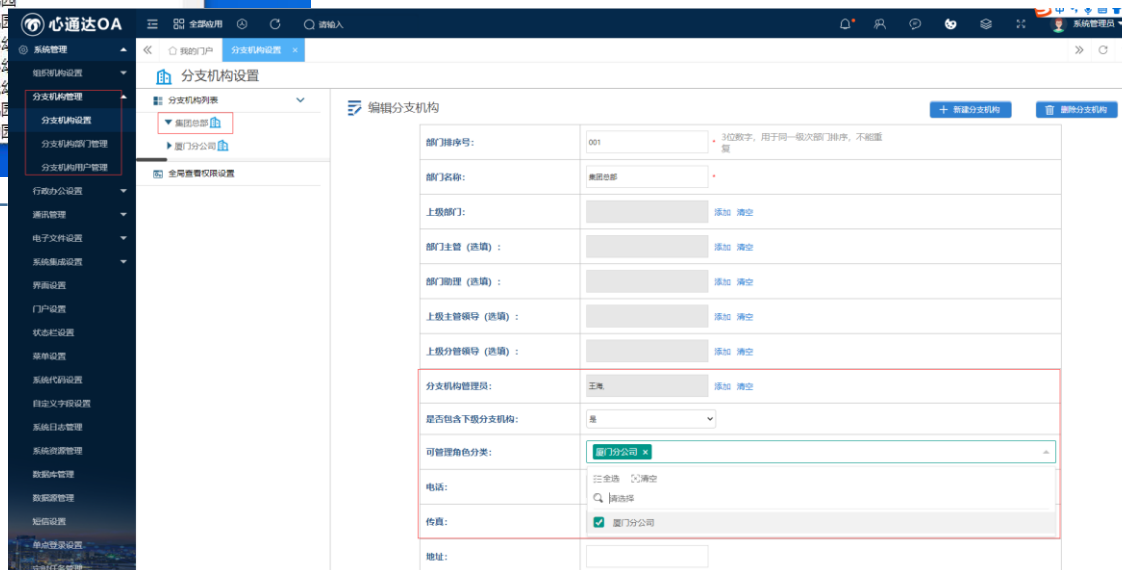 心通达OA
全部应用
请输入
系统管理员
系统管理
我的门户
分支机构设置 ×
组织机构设置
分支机构管理
分支机构设置
分支机构部门管理
分支机构用户管理
行政办公设置
通讯管理
电子文件设置
系统集成设置
界面设置
门户设置
状态栏设置
菜单设置
系统代码设置
自定义字段设置
系统日志管理
系统资源管理
数据库管理
数据源管理
短信设置
单点登录设置
定时任务管理
分支机构设置
分支机构列表
集团总部
厦门分公司
全局查看权限设置
编辑分支机构
+ 新建分支机构
删除分支机构
部门排序号:
001
* 3位数字，用于同一级次部门排序，不能重
复
部门名称:
集团总部
*
上级部门:
添加 清空
部门主管（选填）:
添加 清空
部门助理（选填）:
添加 清空
上级主管领导（选填）:
添加 清空
上级分管领导（选填）:
添加 清空
分支机构管理员:
王海,
添加 清空
是否包含下级分支机构:
是
可管理角色分类:
厦门分公司 ×
全选 清空
请选择
厦门分公司
电话:
传真:
地址: